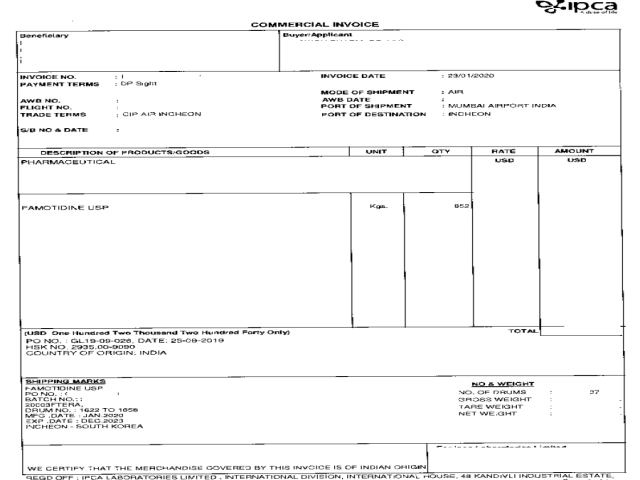 ipca
A dose of life
COMMERCIAL INVOICE
Beneficiary
Buyer/Applicant
INVOICE NO. :
INVOICE DATE : 23/01/2020
PAYMENT TERMS : DP Sight
MODE OF SHIPMENT : AIR
AWB NO. :
AWB DATE :
FLIGHT NO. :
PORT OF SHIPMENT : MUMBAI AIRPORT INDIA
TRADE TERMS : CIP AIR INCHEON
PORT OF DESTINATION : INCHEON
S/B NO & DATE :
DESCRIPTION OF PRODUCTS/GOODS UNIT QTY RATE AMOUNT
PHARMACEUTICAL USD USD
FAMOTIDINE USP Kgs. 852
(USD One Hundred Two Thousand Two Hundred Forty Only) TOTAL
PO NO. : GL19-09-026, DATE: 25-09-2019
HSK NO. 2935.00-9090
COUNTRY OF ORIGIN: INDIA
SHIPPING MARKS
NO & WEIGHT
FAMOTIDINE USP
PO NO. :
NO. OF DRUMS : 37
BATCH NO. :
GROSS WEIGHT :
20003FTERA,
TARE WEIGHT :
DRUM NO. : 1622 TO 1658
NET WEIGHT :
MFG .DATE : JAN.2020
EXP .DATE : DEC.2023
INCHEON - SOUTH KOREA
Laboratories Limited
WE CERTIFY THAT THE MERCHANDISE COVERED BY THIS INVOICE IS OF INDIAN ORIGIN
REGD OFF : IPCA LABORATORIES LIMITED , INTERNATIONAL DIVISION, INTERNATIONAL HOUSE, 48 KANDIVLI INDUSTRIAL ESTATE,